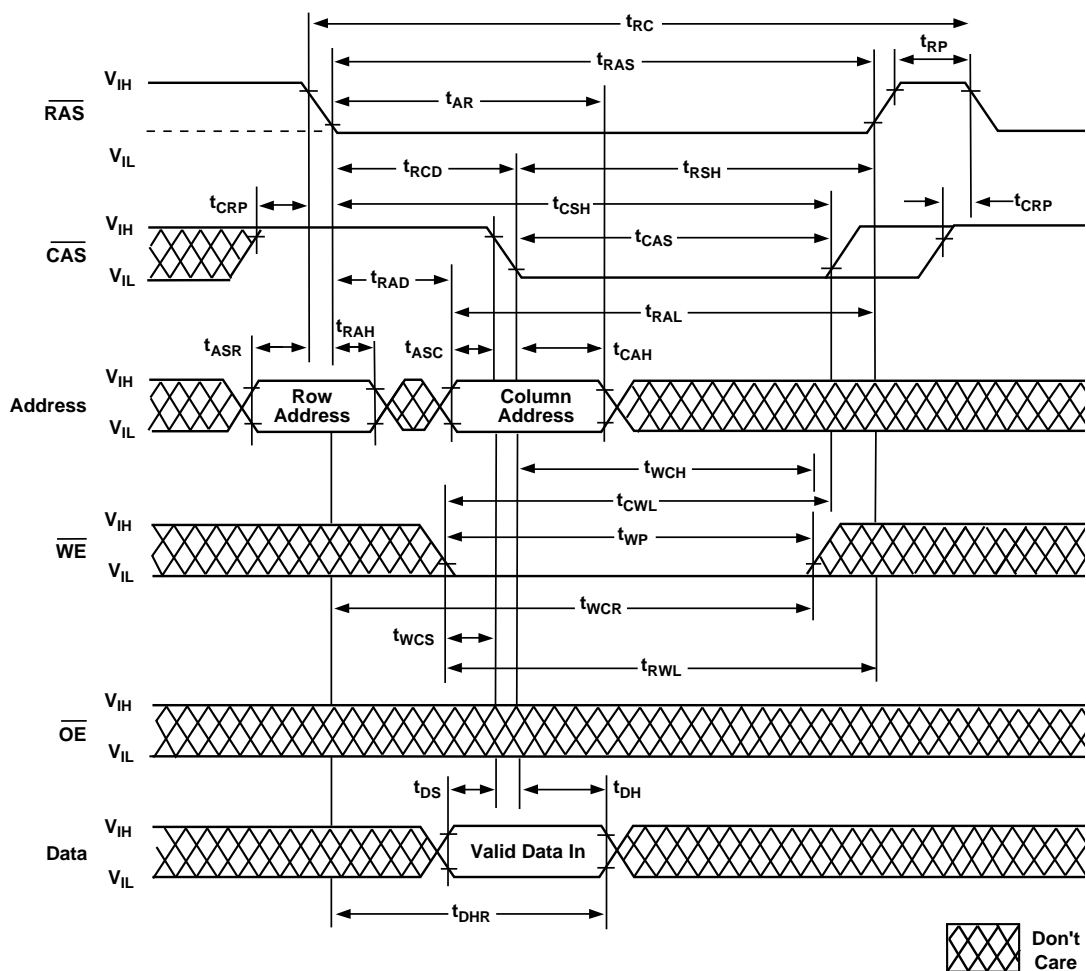 tRC
tRP
VIH
tRAS
RAS
tAR
VIL
tRCD
tRSH
tCRP
tCSH
tCRP
VIH
CAS
tCAS
VIL
tRAD
tRAL
tRAH
tASR
tASC
tCAH
VIH
Address
Row Address
Column Address
VIL
tWCH
tCWL
VIH
tWP
WE
VIL
tWCR
tWCS
tRWL
VIH
OE
VIL
tDS
tDH
VIH
Data
Valid Data In
VIL
tDHR
Don't
Care